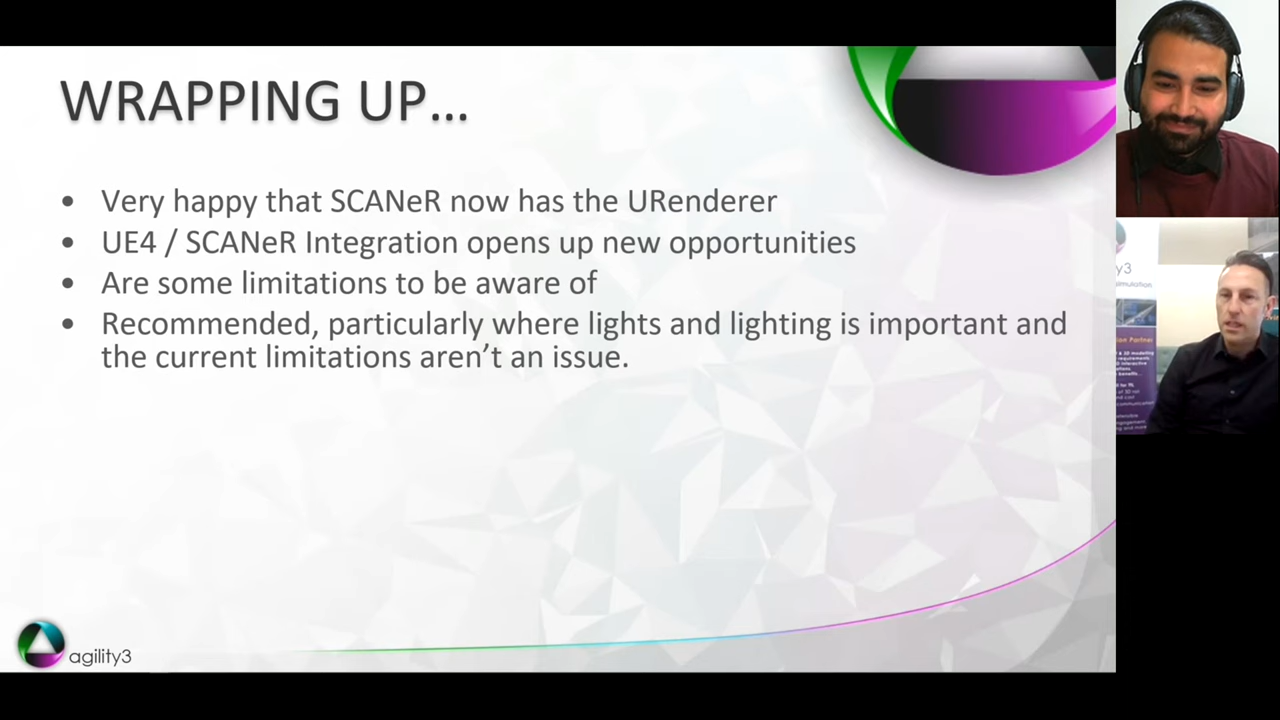 WRAPPING UP...
• Very happy that SCANeR now has the URenderer
• UE4 / SCANeR Integration opens up new opportunities
• Are some limitations to be aware of
• Recommended, particularly where lights and lighting is important and
the current limitations aren't an issue.
agility3
y3